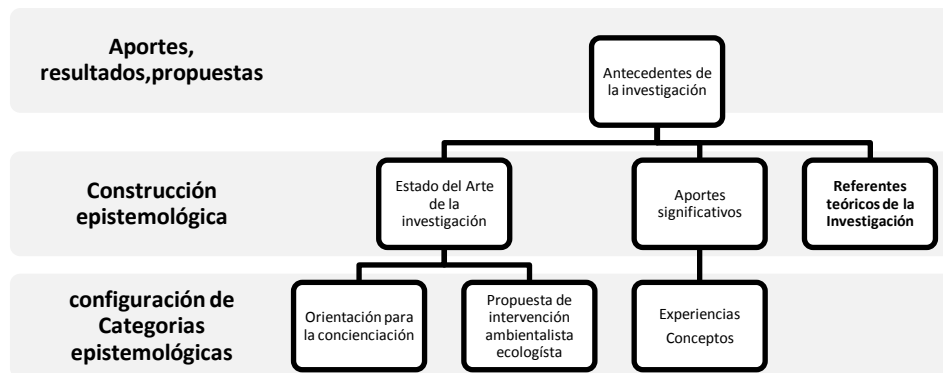 Aportes,
resultados,propuestas
Antecedentes de
la investigación
Construcción
epistemológica
Estado del Arte
de la
investigación
Aportes
significativos
Referentes
teóricos de la
Investigación
configuración de
Categorias
epistemológicas
Orientación para
la concienciación
Propuesta de
intervención
ambientalista
ecologísta
Experiencias
Conceptos